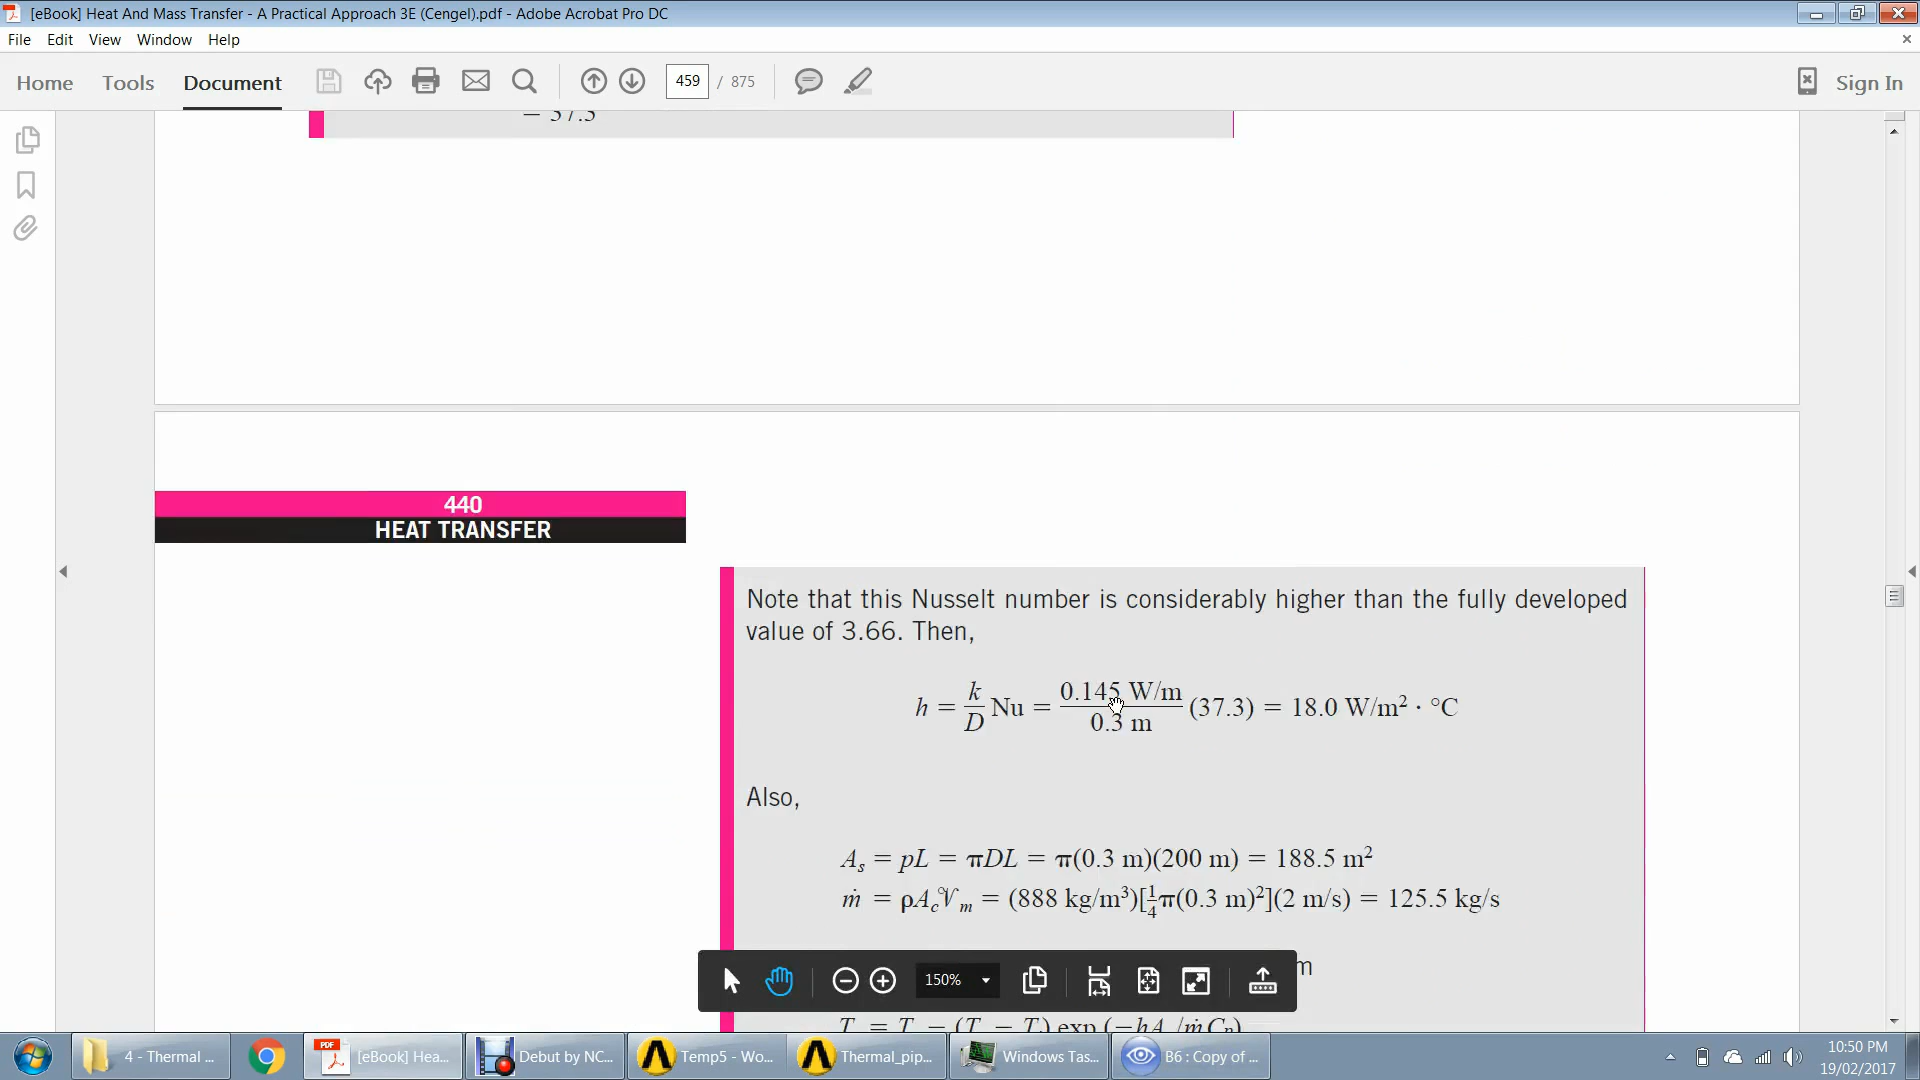 [eBook] Heat And Mass Transfer - A Practical Approach 3E (Cengel).pdf - Adobe Acrobat Pro DC
File Edit View Window Help
Home Tools Document 459 / 875 Sign In
= 37.3
440
HEAT TRANSFER
Note that this Nusselt number is considerably higher than the fully developed
value of 3.66. Then,
h = k/D Nu = 0.145 W/m / 0.3 m (37.3) = 18.0 W/m² · °C
Also,
Aₛ = pL = πDL = π(0.3 m)(200 m) = 188.5 m²
ṁ = ρA_c𝒱ₘ = (888 kg/m³)[¼π(0.3 m)²](2 m/s) = 125.5 kg/s
m
150%
4 - Thermal ... [eBook] Hea... Debut by NC... Temp5 - Wo... Thermal_pip... Windows Tas... B6 : Copy of ... 10:50 PM
19/02/2017